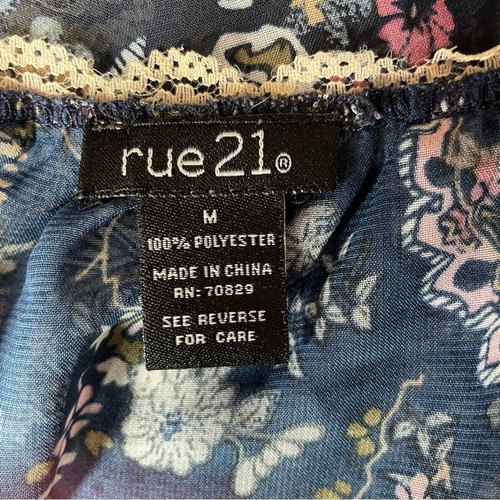 rue21®
M
100% POLYESTER
MADE IN CHINA
RN: 70829
SEE REVERSE
FOR CARE